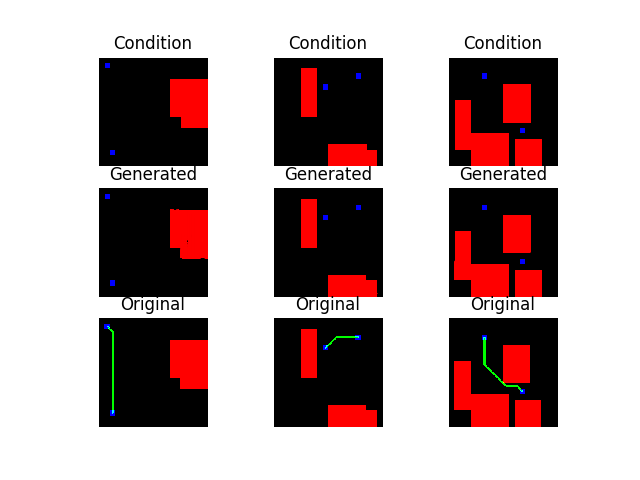 Condition Condition Condition
Generated Generated Generated
Original Original Original